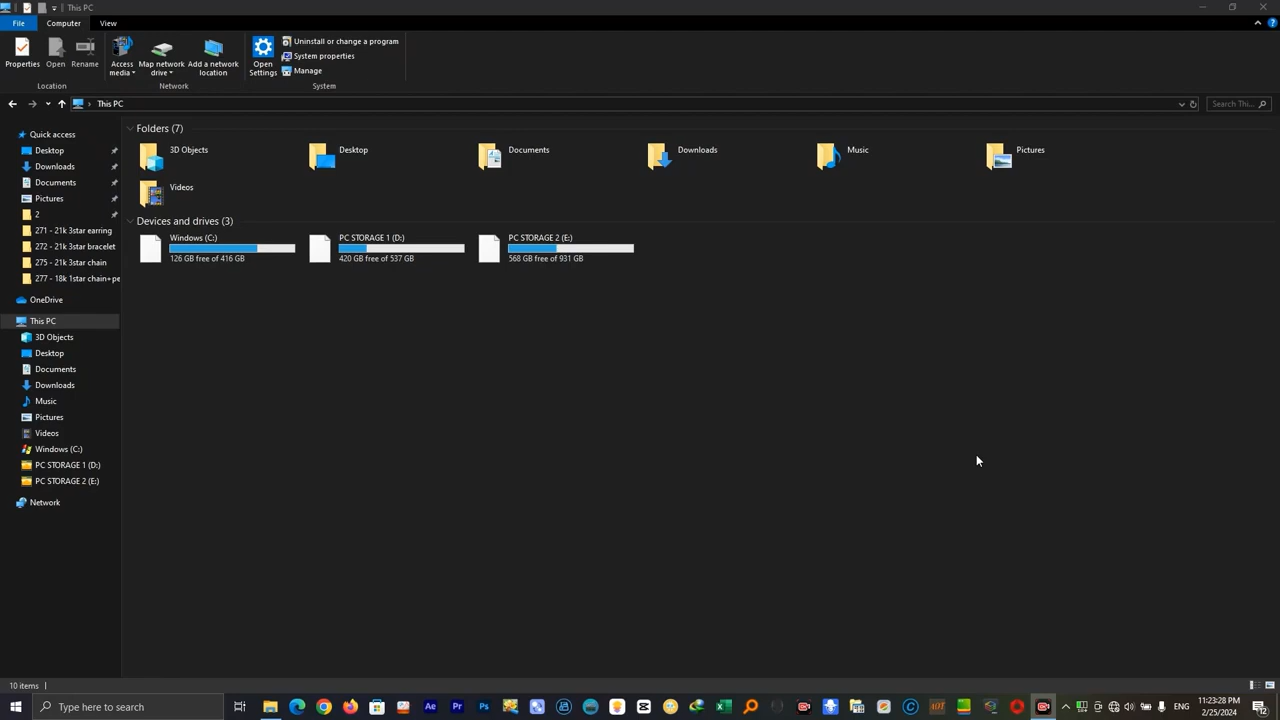 This PC
File Computer View
Properties Open Rename Access media Map network drive Add a network location Open Settings Uninstall or change a program
System properties
Manage
Location Network System
This PC Search Thi...
Quick access
Desktop
Downloads
Documents
Pictures
2
271 - 21k 3star earring
272 - 21k 3star bracelet
275 - 21k 3star chain
277 - 18k 1star chain+pe
OneDrive
This PC
3D Objects
Desktop
Documents
Downloads
Music
Pictures
Videos
Windows (C:)
PC STORAGE 1 (D:)
PC STORAGE 2 (E:)
Network
Folders (7)
3D Objects Desktop Documents Downloads Music Pictures
Videos
Devices and drives (3)
Windows (C:) PC STORAGE 1 (D:) PC STORAGE 2 (E:)
126 GB free of 416 GB 420 GB free of 537 GB 568 GB free of 931 GB
10 items
Type here to search
Ae Pr Ps
ENG
11:23:28 PM
2/25/2024